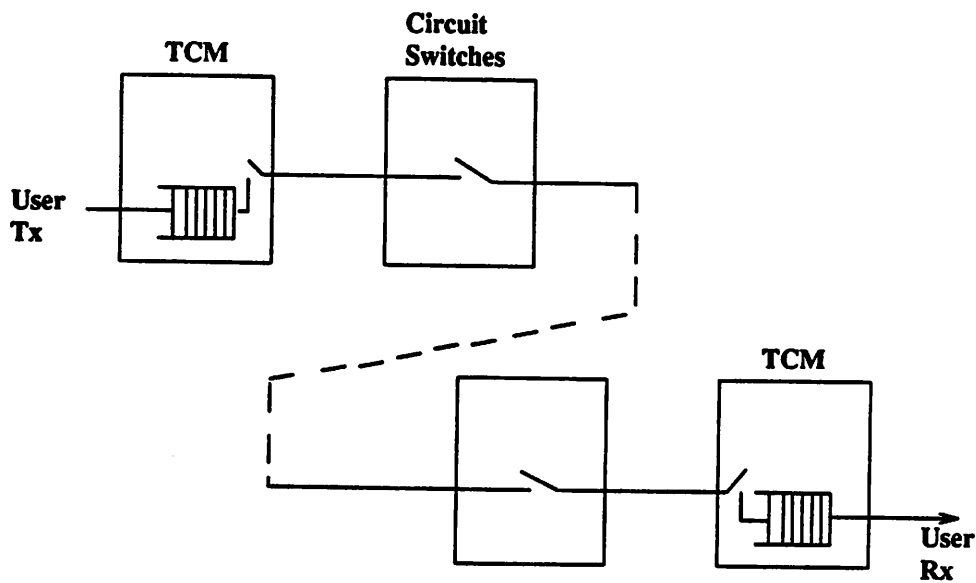 Circuit
Switches
TCM
User
Tx
TCM
User
Rx